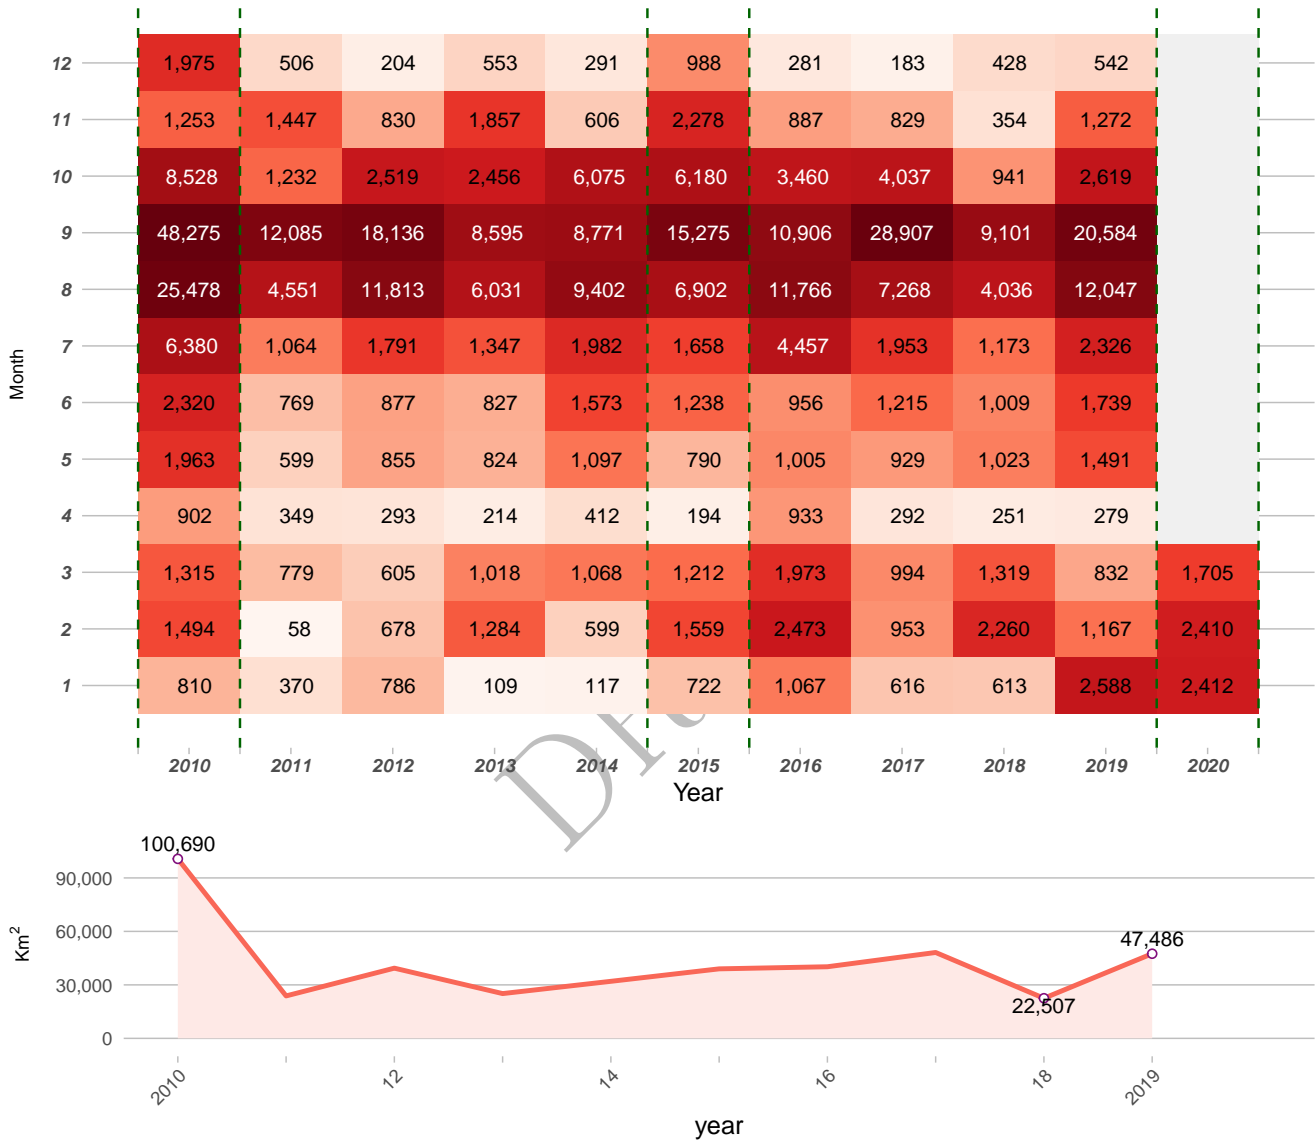 12 1,975 506 204 553 291 988 281 183 428 542
11 1,253 1,447 830 1,857 606 2,278 887 829 354 1,272
10 8,528 1,232 2,519 2,456 6,075 6,180 3,460 4,037 941 2,619
9 48,275 12,085 18,136 8,595 8,771 15,275 10,906 28,907 9,101 20,584
8 25,478 4,551 11,813 6,031 9,402 6,902 11,766 7,268 4,036 12,047
7 6,380 1,064 1,791 1,347 1,982 1,658 4,457 1,953 1,173 2,326
Month
6 2,320 769 877 827 1,573 1,238 956 1,215 1,009 1,739
5 1,963 599 855 824 1,097 790 1,005 929 1,023 1,491
4 902 349 293 214 412 194 933 292 251 279
3 1,315 779 605 1,018 1,068 1,212 1,973 994 1,319 832 1,705
2 1,494 58 678 1,284 599 1,559 2,473 953 2,260 1,167 2,410
1 810 370 786 109 117 722 1,067 616 613 2,588 2,412
2010 2011 2012 2013 2014 2015 2016 2017 2018 2019 2020
Year
100,690
90,000
60,000
47,486
Km²
30,000
22,507
0
2010 12 14 16 18 2019
year